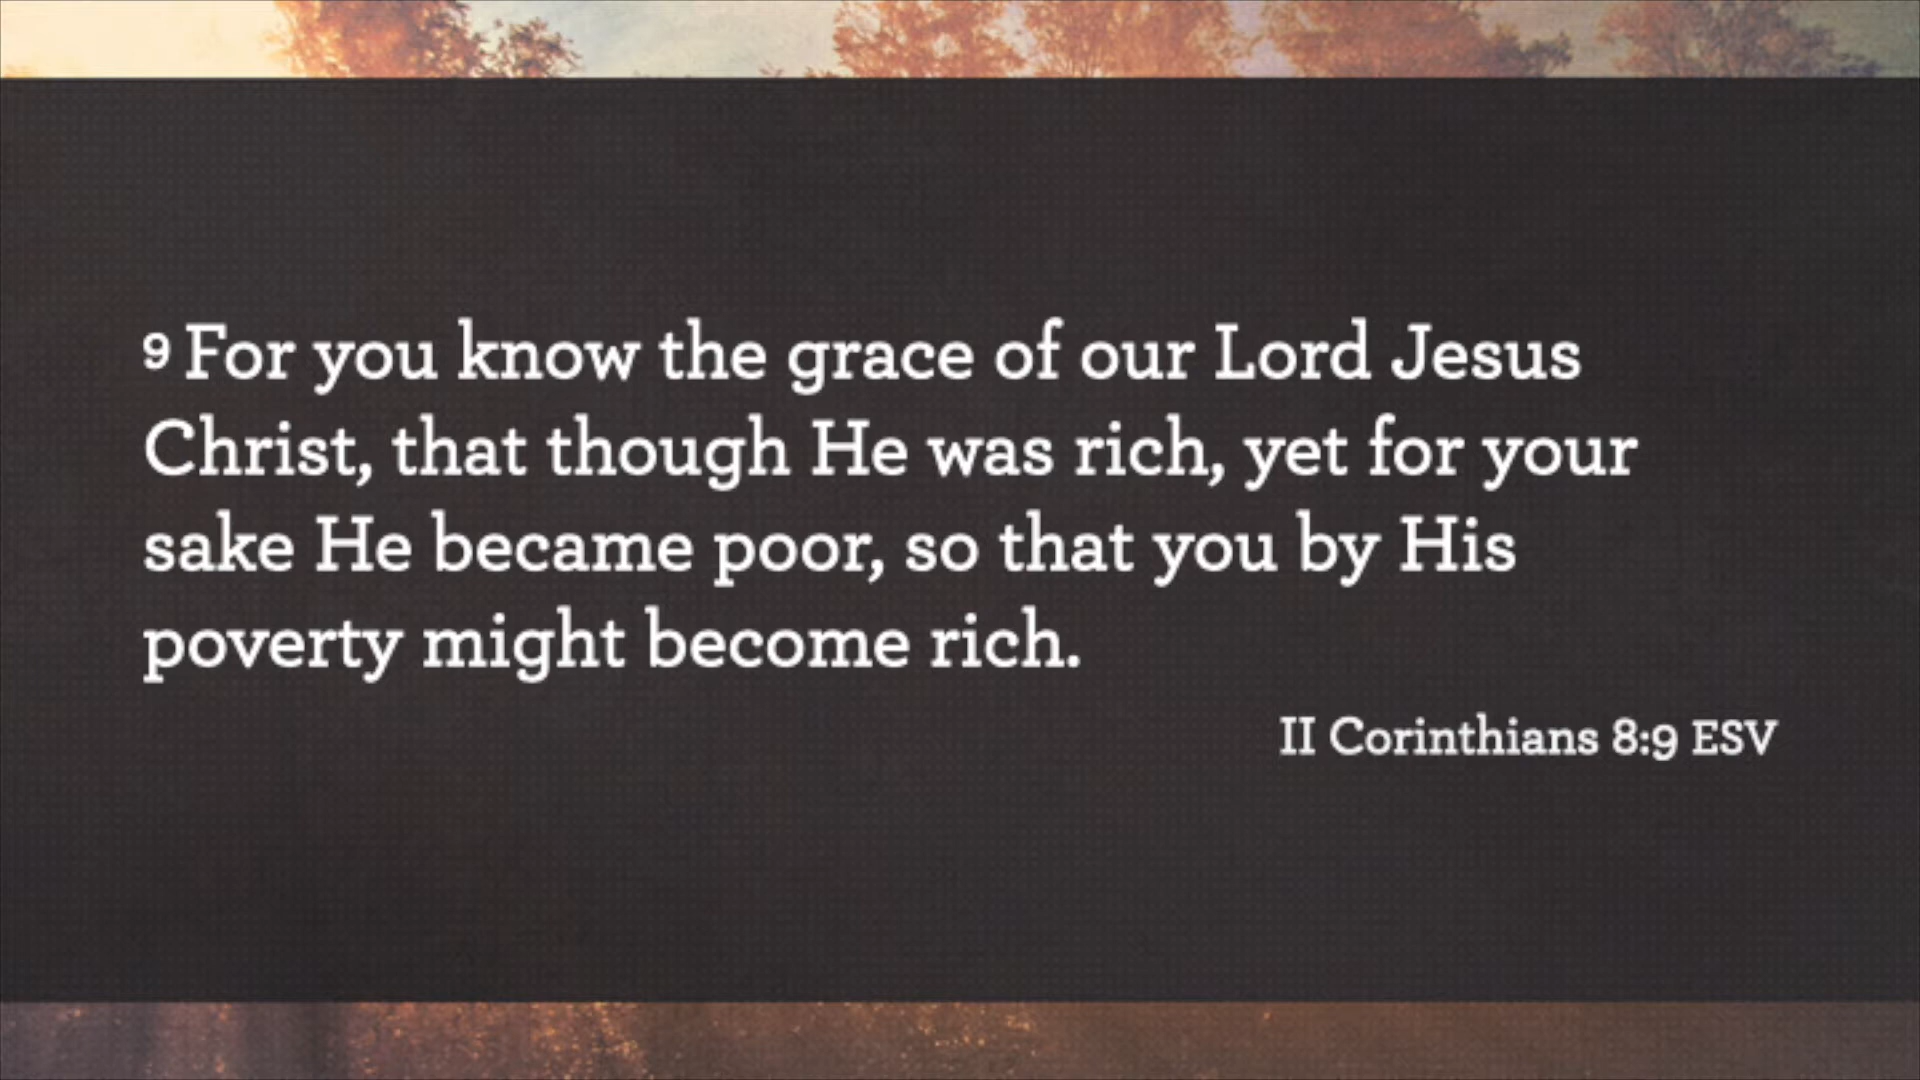 9 For you know the grace of our Lord Jesus
Christ, that though He was rich, yet for your
sake He became poor, so that you by His
poverty might become rich.
II Corinthians 8:9 ESV